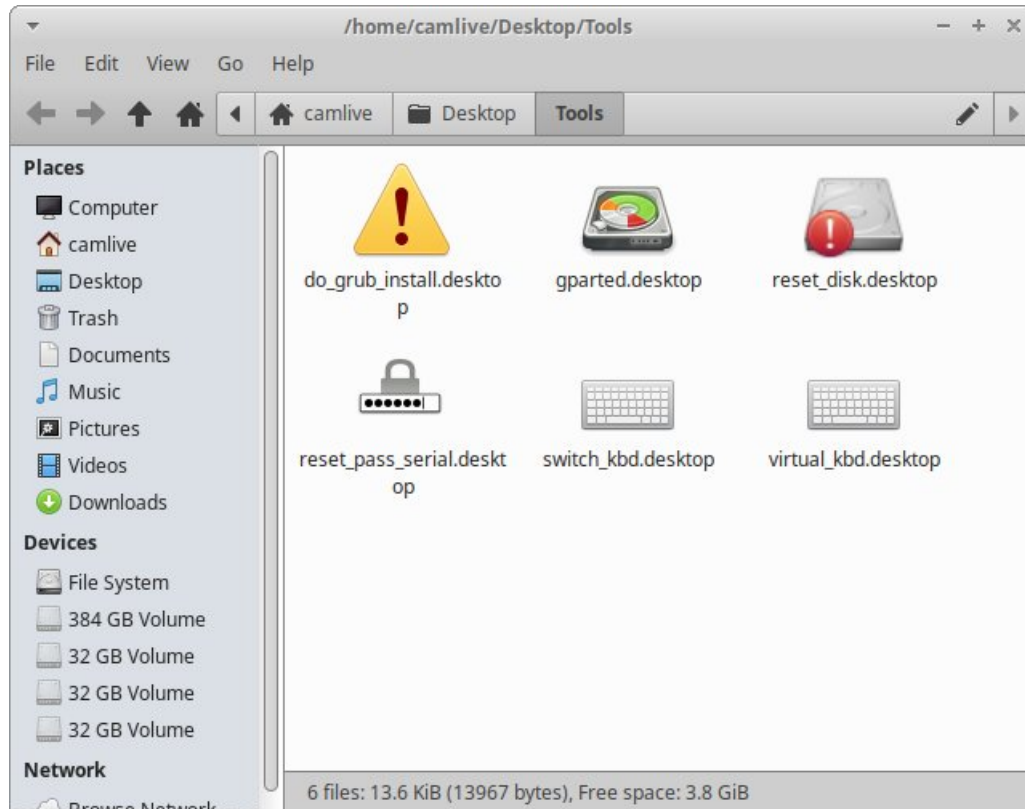 /home/camlive/Desktop/Tools
File Edit View Go Help
camlive Desktop Tools
Places
Computer
camlive
Desktop
Trash
Documents
Music
Pictures
Videos
Downloads
Devices
File System
384 GB Volume
32 GB Volume
32 GB Volume
32 GB Volume
Network
Browse Network
do_grub_install.deskto
p
gparted.desktop
reset_disk.desktop
reset_pass_serial.deskt
op
switch_kbd.desktop
virtual_kbd.desktop
6 files: 13.6 KiB (13967 bytes), Free space: 3.8 GiB